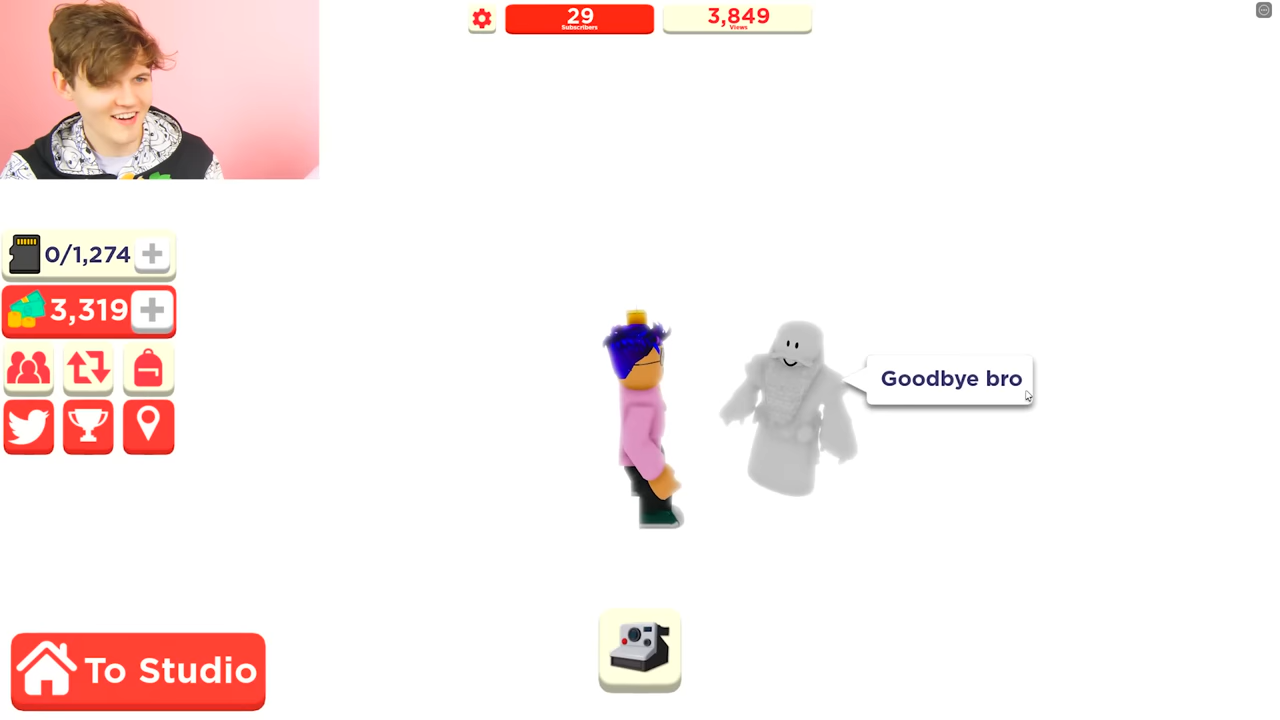 29
Subscribers
3,849
Views
0/1,274
3,319
Goodbye bro
To Studio